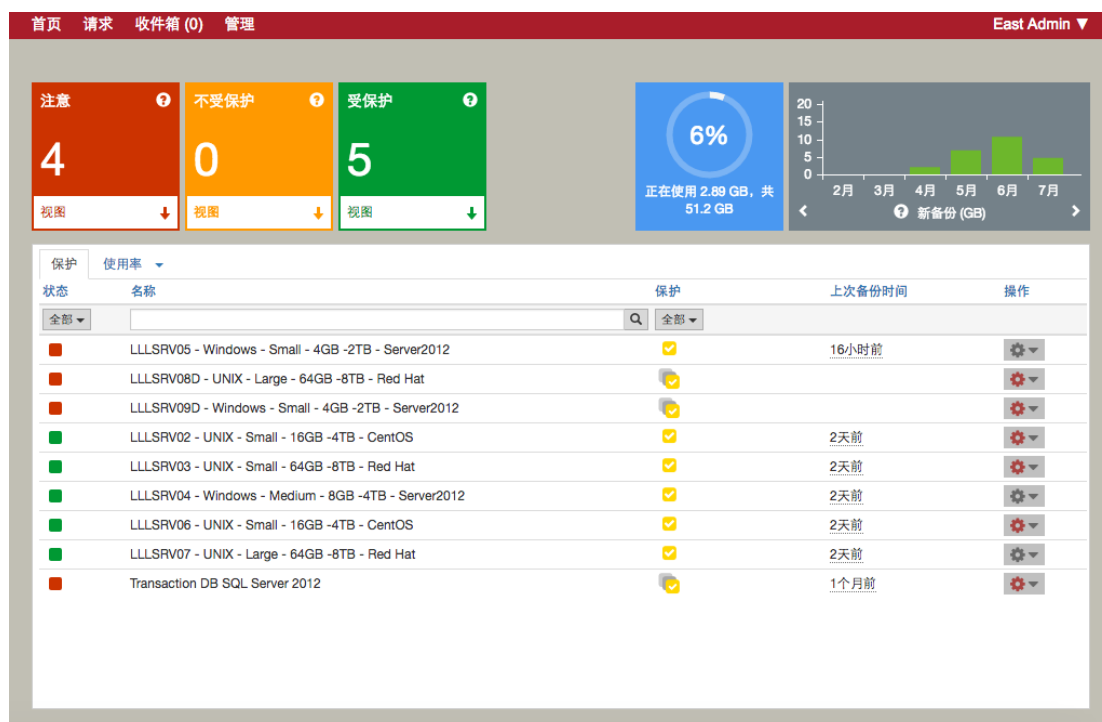 首页 请求 收件箱 (0) 管理 East Admin ▼
注意 ? 不受保护 ? 受保护 ?
4 0 5
视图 视图 视图
6%
正在使用 2.89 GB，共
51.2 GB
20
15
10
5
0
2月 3月 4月 5月 6月 7月
? 新备份 (GB)
保护 使用率
状态 名称 保护 上次备份时间 操作
全部 全部
LLLSRV05 - Windows - Small - 4GB -2TB - Server2012 16小时前
LLLSRV08D - UNIX - Large - 64GB -8TB - Red Hat
LLLSRV09D - Windows - Small - 4GB -2TB - Server2012
LLLSRV02 - UNIX - Small - 16GB -4TB - CentOS 2天前
LLLSRV03 - UNIX - Small - 64GB -8TB - Red Hat 2天前
LLLSRV04 - Windows - Medium - 8GB -4TB - Server2012 2天前
LLLSRV06 - UNIX - Small - 16GB -4TB - CentOS 2天前
LLLSRV07 - UNIX - Large - 64GB -8TB - Red Hat 2天前
Transaction DB SQL Server 2012 1个月前